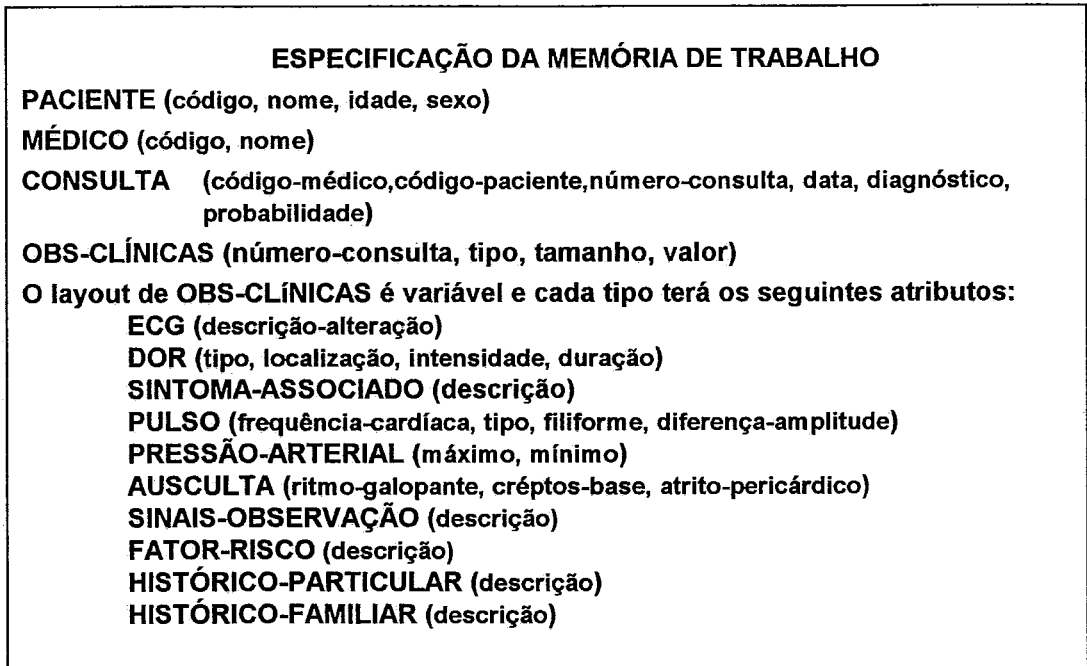 ESPECIFICAÇÃO DA MEMÓRIA DE TRABALHO
PACIENTE (código, nome, idade, sexo)
MÉDICO (código, nome)
CONSULTA (código-médico,código-paciente,número-consulta, data, diagnóstico,
probabilidade)
OBS-CLÍNICAS (número-consulta, tipo, tamanho, valor)
O layout de OBS-CLÍNICAS é variável e cada tipo terá os seguintes atributos:
ECG (descrição-alteração)
DOR (tipo, localização, intensidade, duração)
SINTOMA-ASSOCIADO (descrição)
PULSO (frequência-cardíaca, tipo, filiforme, diferença-amplitude)
PRESSÃO-ARTERIAL (máximo, mínimo)
AUSCULTA (ritmo-galopante, créptos-base, atrito-pericárdico)
SINAIS-OBSERVAÇÃO (descrição)
FATOR-RISCO (descrição)
HISTÓRICO-PARTICULAR (descrição)
HISTÓRICO-FAMILIAR (descrição)